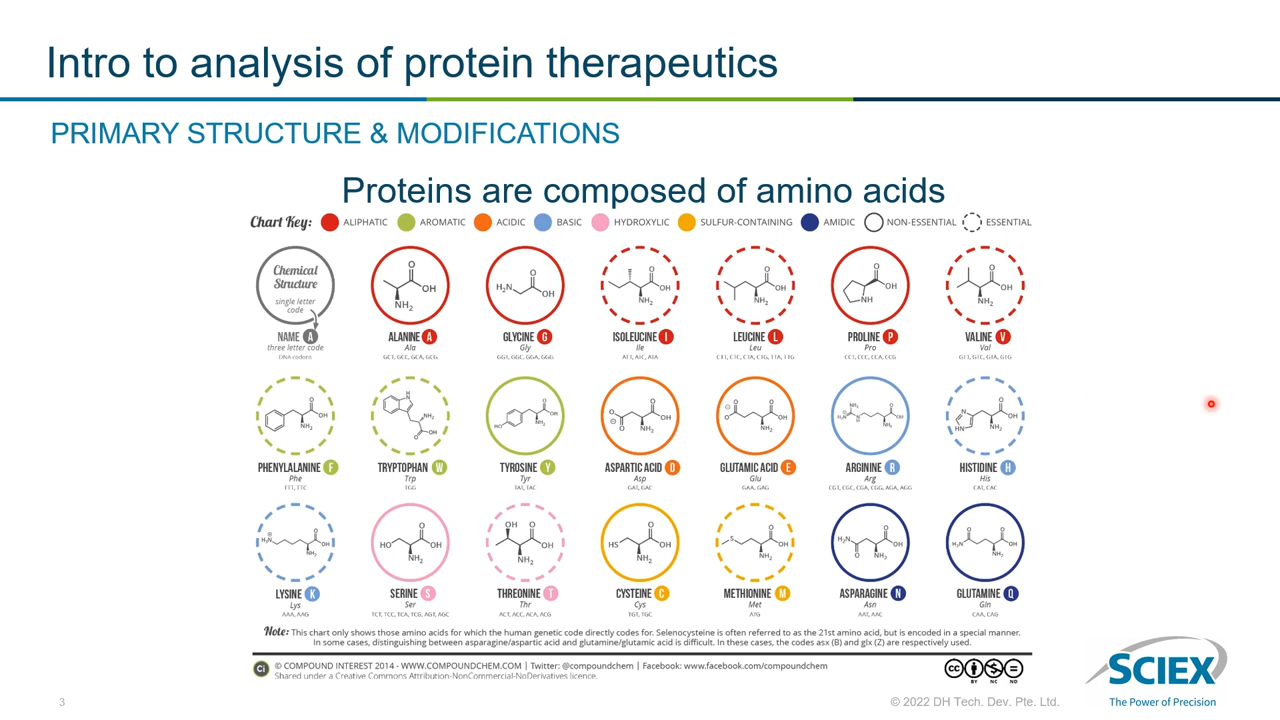 Intro to analysis of protein therapeutics
PRIMARY STRUCTURE & MODIFICATIONS
Proteins are composed of amino acids
Chart Key: ALIPHATIC AROMATIC ACIDIC BASIC HYDROXYLIC SULFUR-CONTAINING AMIDIC NON-ESSENTIAL ESSENTIAL
Chemical
Structure
single letter
code
NAME A
three letter code
DNA codons
ALANINE A
Ala
GCT, GCC, GCA, GCG
GLYCINE G
Gly
GGT, GGC, GGA, GGG
ISOLEUCINE I
Ile
ATT, ATC, ATA
LEUCINE L
Leu
CTT, CTC, CTA, CTG, TTA, TTG
PROLINE P
Pro
CCT, CCC, CCA, CCG
VALINE V
Val
GTT, GTC, GTA, GTG
PHENYLALANINE F
Phe
TTT, TTC
TRYPTOPHAN W
Trp
TGG
TYROSINE Y
Tyr
TAT, TAC
ASPARTIC ACID D
Asp
GAT, GAC
GLUTAMIC ACID E
Glu
GAA, GAG
ARGININE R
Arg
CGT, CGC, CGA, CGG, AGA, AGG
HISTIDINE H
His
CAT, CAC
LYSINE K
Lys
AAA, AAG
SERINE S
Ser
TCT, TCC, TCA, TCG, AGT, AGC
THREONINE T
Thr
ACT, ACC, ACA, ACG
CYSTEINE C
Cys
TGT, TGC
METHIONINE M
Met
ATG
ASPARAGINE N
Asn
AAT, AAC
GLUTAMINE Q
Gln
CAA, CAG
Note: This chart only shows those amino acids for which the human genetic code directly codes for. Selenocysteine is often referred to as the 21st amino acid, but is encoded in a special manner.
In some cases, distinguishing between asparagine/aspartic acid and glutamine/glutamic acid is difficult. In these cases, the codes asx (B) and glx (Z) are respectively used.
Ci © COMPOUND INTEREST 2014 - WWW.COMPOUNDCHEM.COM | Twitter: @compoundchem | Facebook: www.facebook.com/compoundchem
Shared under a Creative Commons Attribution-NonCommercial-NoDerivatives licence.
CC BY NC ND
SCIEX
The Power of Precision
3
© 2022 DH Tech. Dev. Pte. Ltd.